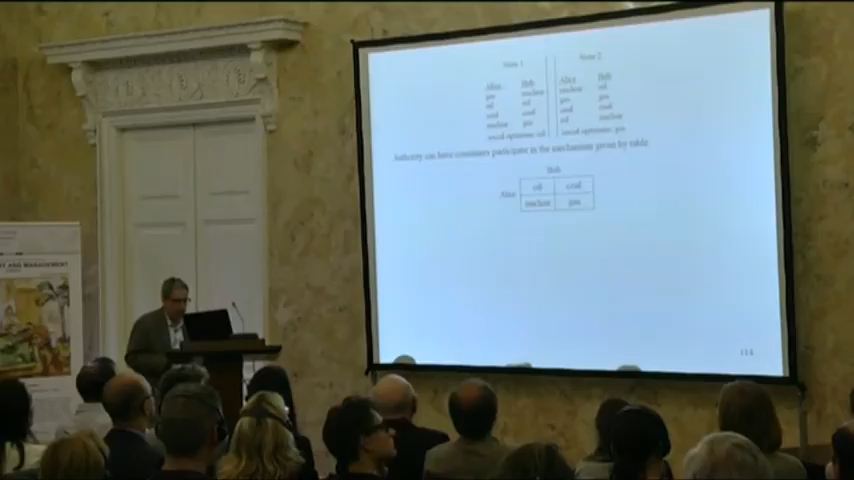 State 1 State 2
Alice Bob Alice Bob
gas nuclear nuclear oil
oil oil gas gas
coal coal coal coal
nuclear gas oil nuclear
social optimum: oil social optimum: gas
Authority can have consumers participate in the mechanism given by table
Bob
Alice oil coal
nuclear gas
114
AND MANAGEMENT